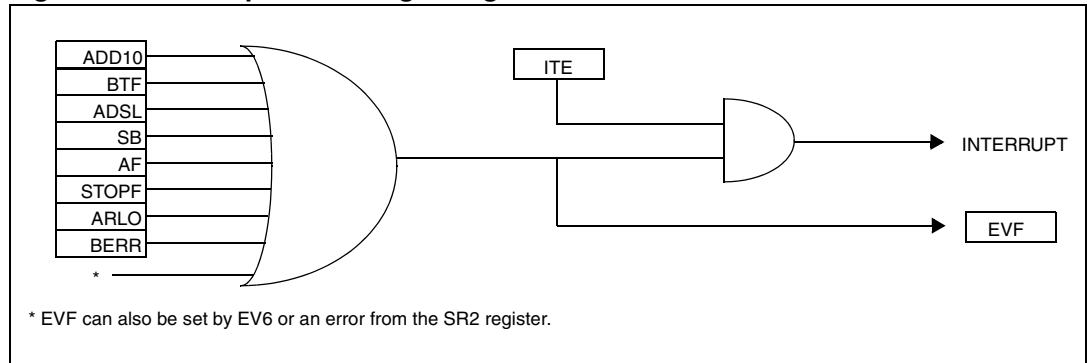 ADD10
BTF
ADSL
SB
AF
STOPF
ARLO
BERR
*
ITE
INTERRUPT
EVF
* EVF can also be set by EV6 or an error from the SR2 register.